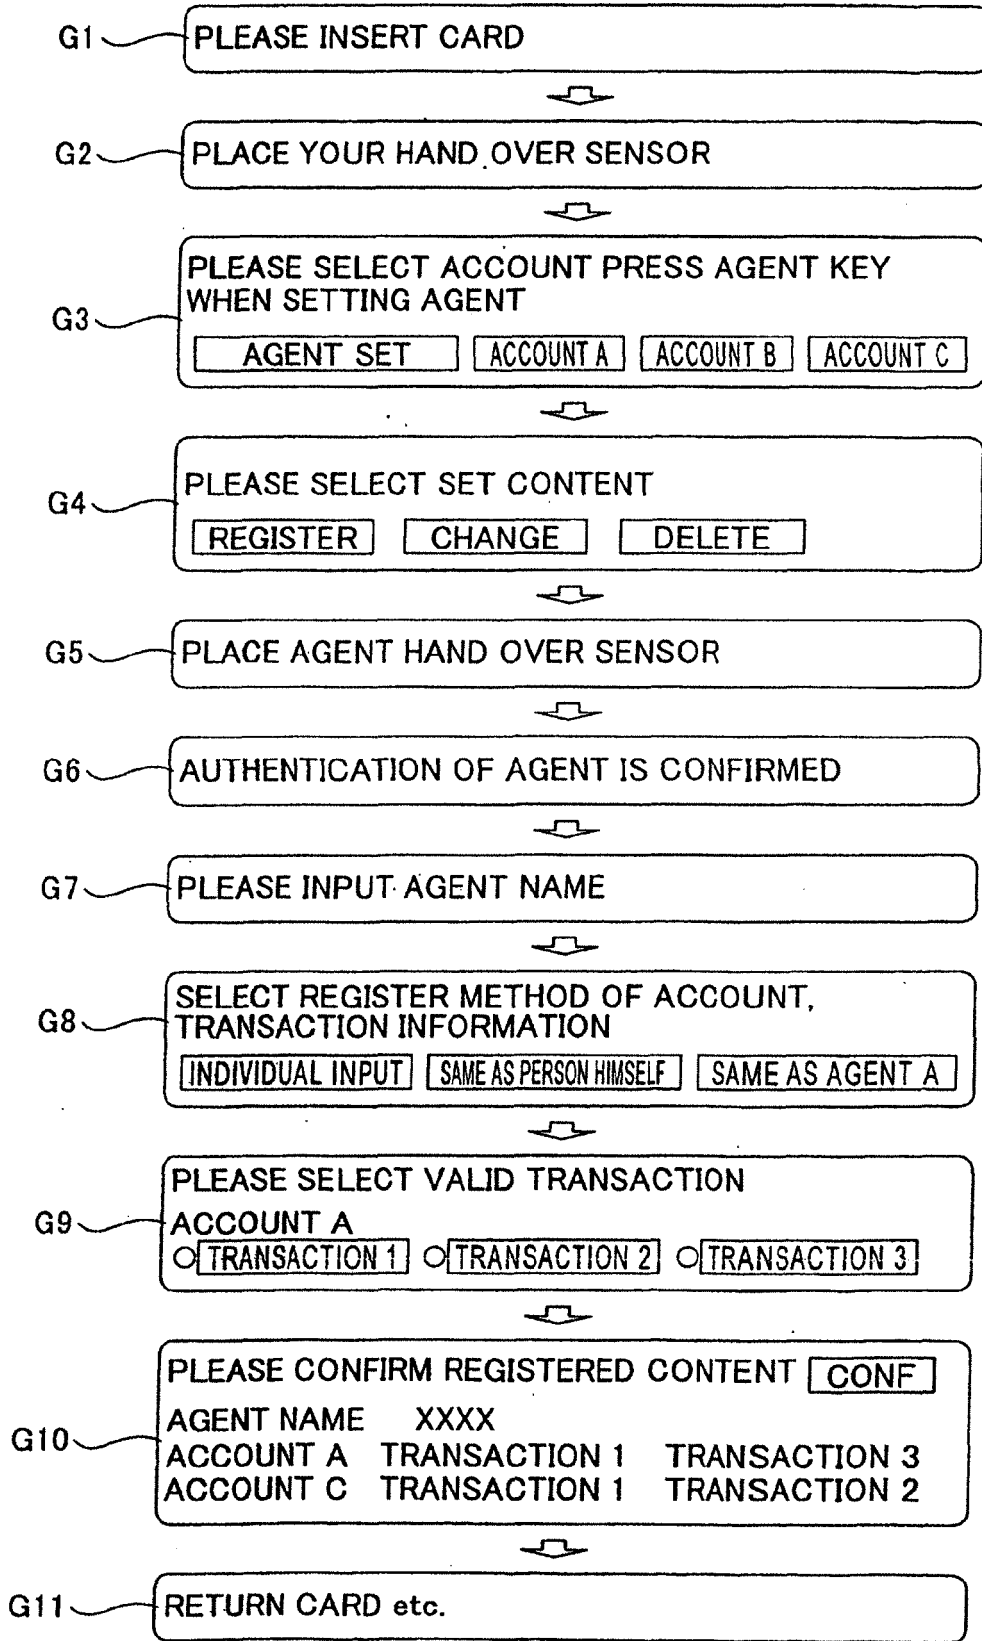 G1 PLEASE INSERT CARD
G2 PLACE YOUR HAND OVER SENSOR
PLEASE SELECT ACCOUNT PRESS AGENT KEY
WHEN SETTING AGENT
G3
AGENT SET ACCOUNT A ACCOUNT B ACCOUNT C
PLEASE SELECT SET CONTENT
G4
REGISTER CHANGE DELETE
G5 PLACE AGENT HAND OVER SENSOR
G6 AUTHENTICATION OF AGENT IS CONFIRMED
G7 PLEASE INPUT AGENT NAME
SELECT REGISTER METHOD OF ACCOUNT,
G8 TRANSACTION INFORMATION
INDIVIDUAL INPUT SAME AS PERSON HIMSELF SAME AS AGENT A
PLEASE SELECT VALID TRANSACTION
G9 ACCOUNT A
TRANSACTION 1 TRANSACTION 2 TRANSACTION 3
PLEASE CONFIRM REGISTERED CONTENT CONF
AGENT NAME XXXX
G10 ACCOUNT A TRANSACTION 1 TRANSACTION 3
ACCOUNT C TRANSACTION 1 TRANSACTION 2
G11 RETURN CARD etc.